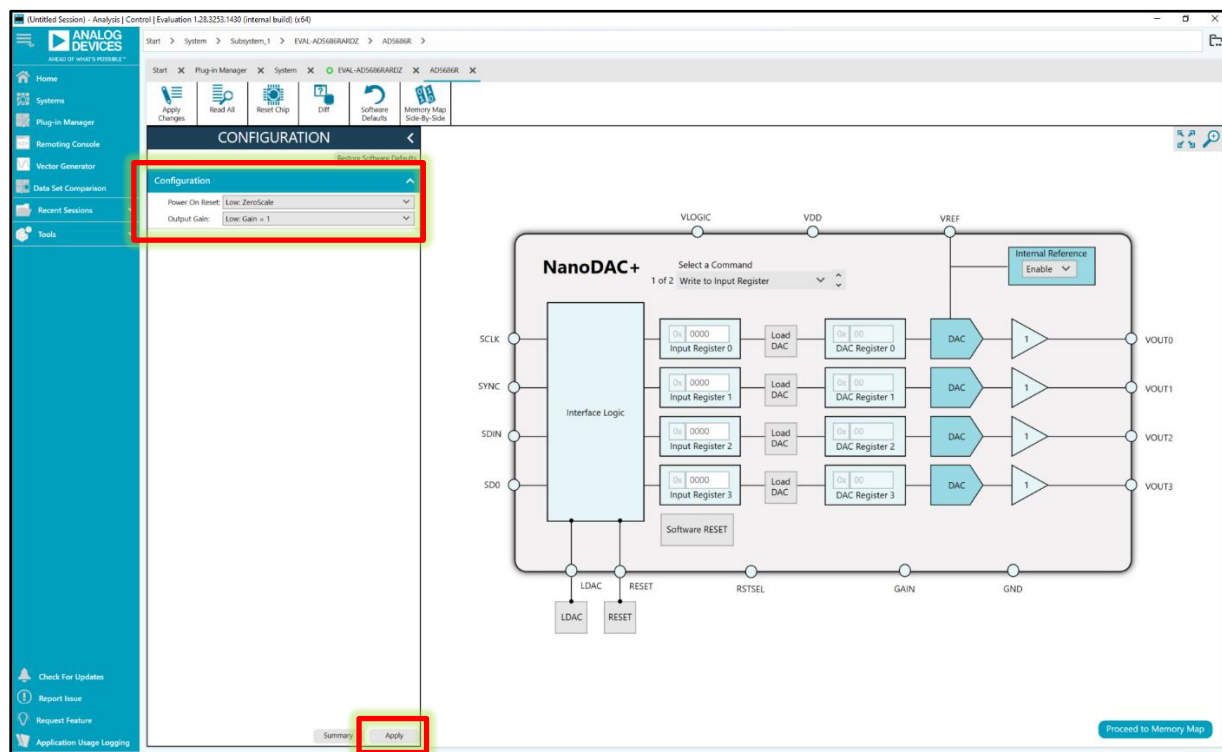 (Untitled Session) - Analysis | Control | Evaluation 1.28.3253.1430 (internal build) (x64)
ANALOG
DEVICES
AHEAD OF WHAT'S POSSIBLE™
Start > System > Subsystem_1 > EVAL-AD5686RARDZ > AD5686R >
Home
Systems
Plug-in Manager
Remoting Console
Vector Generator
Data Set Comparison
Recent Sessions
Tools
Start X Plug-in Manager X System X EVAL-AD5686RARDZ X AD5686R X
Apply
Changes
Read All
Reset Chip
Diff
Software
Defaults
Memory Map
Side-By-Side
CONFIGURATION
Restore Software Defaults
Configuration
Power On Reset: Low: ZeroScale
Output Gain: Low: Gain = 1
VLOGIC VDD VREF
NanoDAC+
Select a Command
1 of 2 Write to Input Register
Internal Reference
Enable
Interface Logic
SCLK
SYNC
SDIN
SD0
0x 0000
Input Register 0
Load
DAC
0x 00
DAC Register 0
DAC
1
VOUT0
0x 0000
Input Register 1
Load
DAC
0x 00
DAC Register 1
DAC
1
VOUT1
0x 0000
Input Register 2
Load
DAC
0x 00
DAC Register 2
DAC
1
VOUT2
0x 0000
Input Register 3
Load
DAC
0x 00
DAC Register 3
DAC
1
VOUT3
Software RESET
LDAC RESET RSTSEL GAIN GND
LDAC RESET
Check For Updates
Report Issue
Request Feature
Application Usage Logging
Summary Apply
Proceed to Memory Map